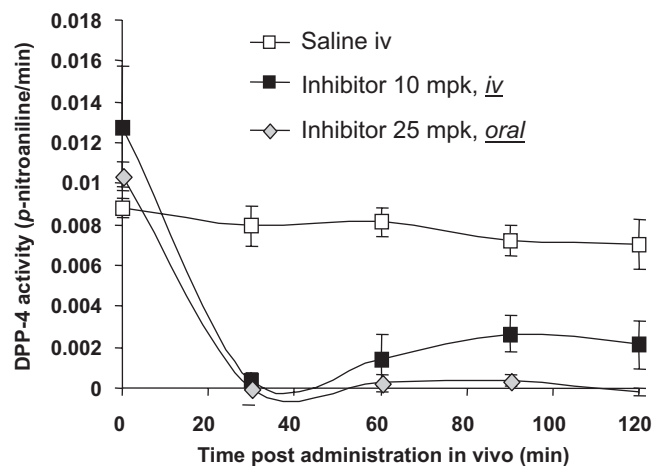 0.018
0.016
0.014
0.012
0.01
0.008
0.006
0.004
0.002
0
DPP-4 activity (p-nitroaniline/min)
Saline iv
Inhibitor 10 mpk, iv
Inhibitor 25 mpk, oral
0 20 40 60 80 100 120
Time post administration in vivo (min)